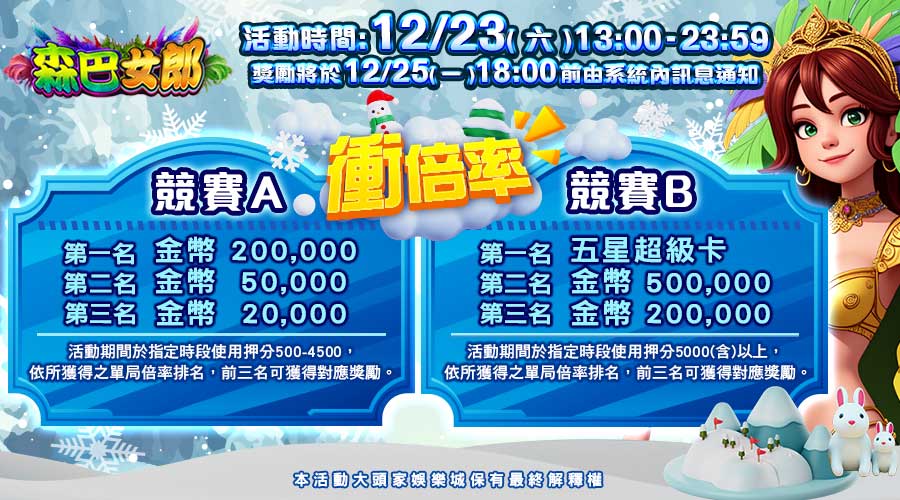 森巴女郎
活動時間:12/23(六)13:00-23:59
獎勵將於12/25(一)18:00前由系統內訊息通知
衝倍率
競賽A
第一名 金幣 200,000
第二名 金幣 50,000
第三名 金幣 20,000
活動期間於指定時段使用押分500-4500,
依所獲得之單局倍率排名,前三名可獲得對應獎勵。
競賽B
第一名 五星超級卡
第二名 金幣 500,000
第三名 金幣 200,000
活動期間於指定時段使用押分5000(含)以上,
依所獲得之單局倍率排名,前三可獲得對應獎勵。
本活動大頭家娛樂城保有最終解釋權